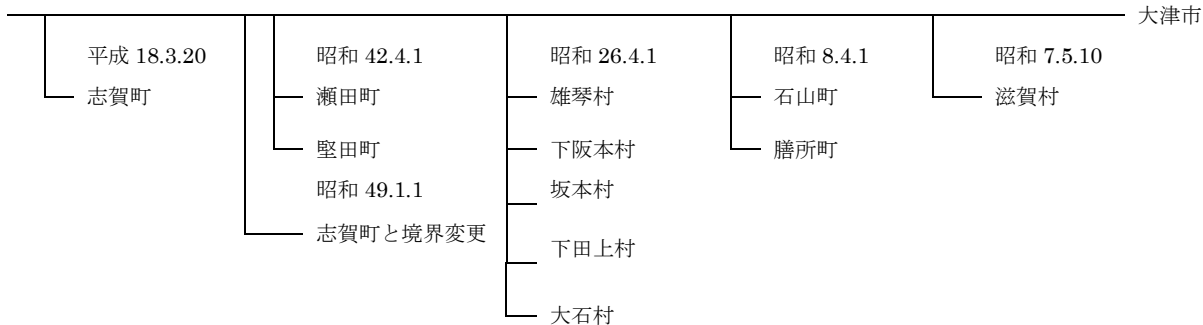 大津市
平成 18.3.20
志賀町
昭和 42.4.1
瀬田町
堅田町
昭和 49.1.1
志賀町と境界変更
昭和 26.4.1
雄琴村
下阪本村
坂本村
下田上村
大石村
昭和 8.4.1
石山町
膳所町
昭和 7.5.10
滋賀村